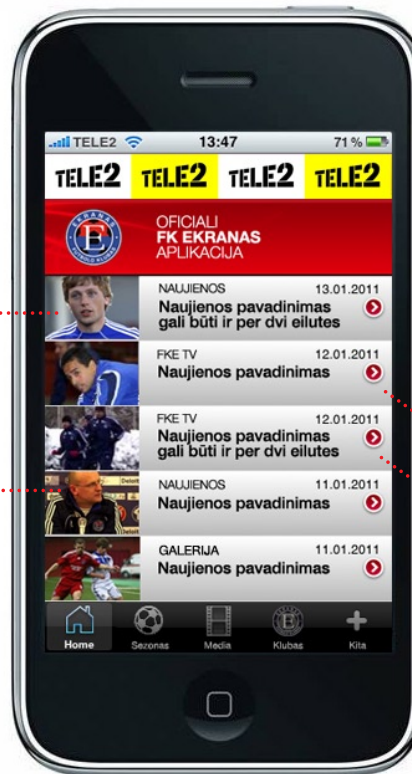 TELE2
13:47
71 %
TELE2 TELE2 TELE2 TELE2
EKRANAS
E
FUTBOLO KLUBAS
OFICIALI
FK EKRANAS
APLIKACIJA
NAUJIENOS 13.01.2011
Naujienos pavadinimas
gali būti ir per dvi eilutes
FKE TV 12.01.2011
Naujienos pavadinimas
FKE TV 12.01.2011
Naujienos pavadinimas
gali būti ir per dvi eilutes
NAUJIENOS 11.01.2011
Naujienos pavadinimas
GALERIJA 11.01.2011
Naujienos pavadinimas
Home Sezonas Media Klubas Kita